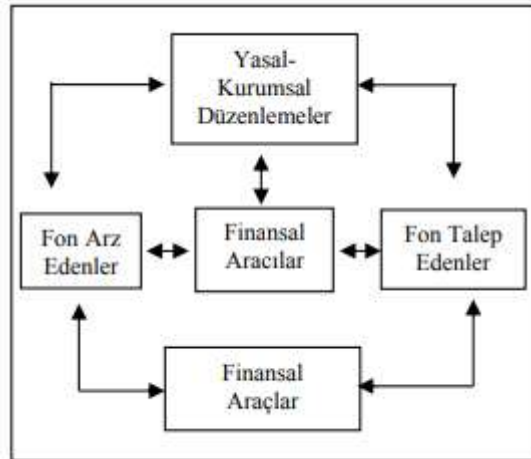 Yasal-
Kurumsal
Düzenlemeler
Fon Arz
Edenler
Finansal
Aracılar
Fon Talep
Edenler
Finansal
Araçlar